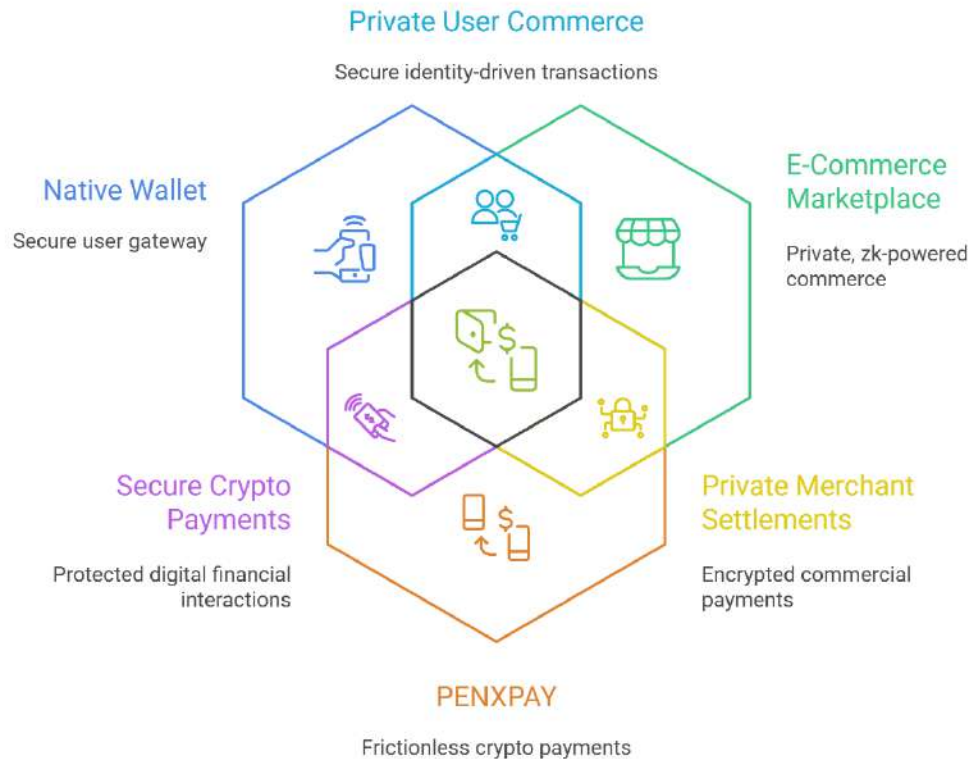 Private User Commerce
Secure identity-driven transactions
Native Wallet
Secure user gateway
E-Commerce
Marketplace
Private, zk-powered
commerce
Secure Crypto
Payments
Protected digital financial
interactions
Private Merchant
Settlements
Encrypted commercial
payments
PENXPAY
Frictionless crypto payments